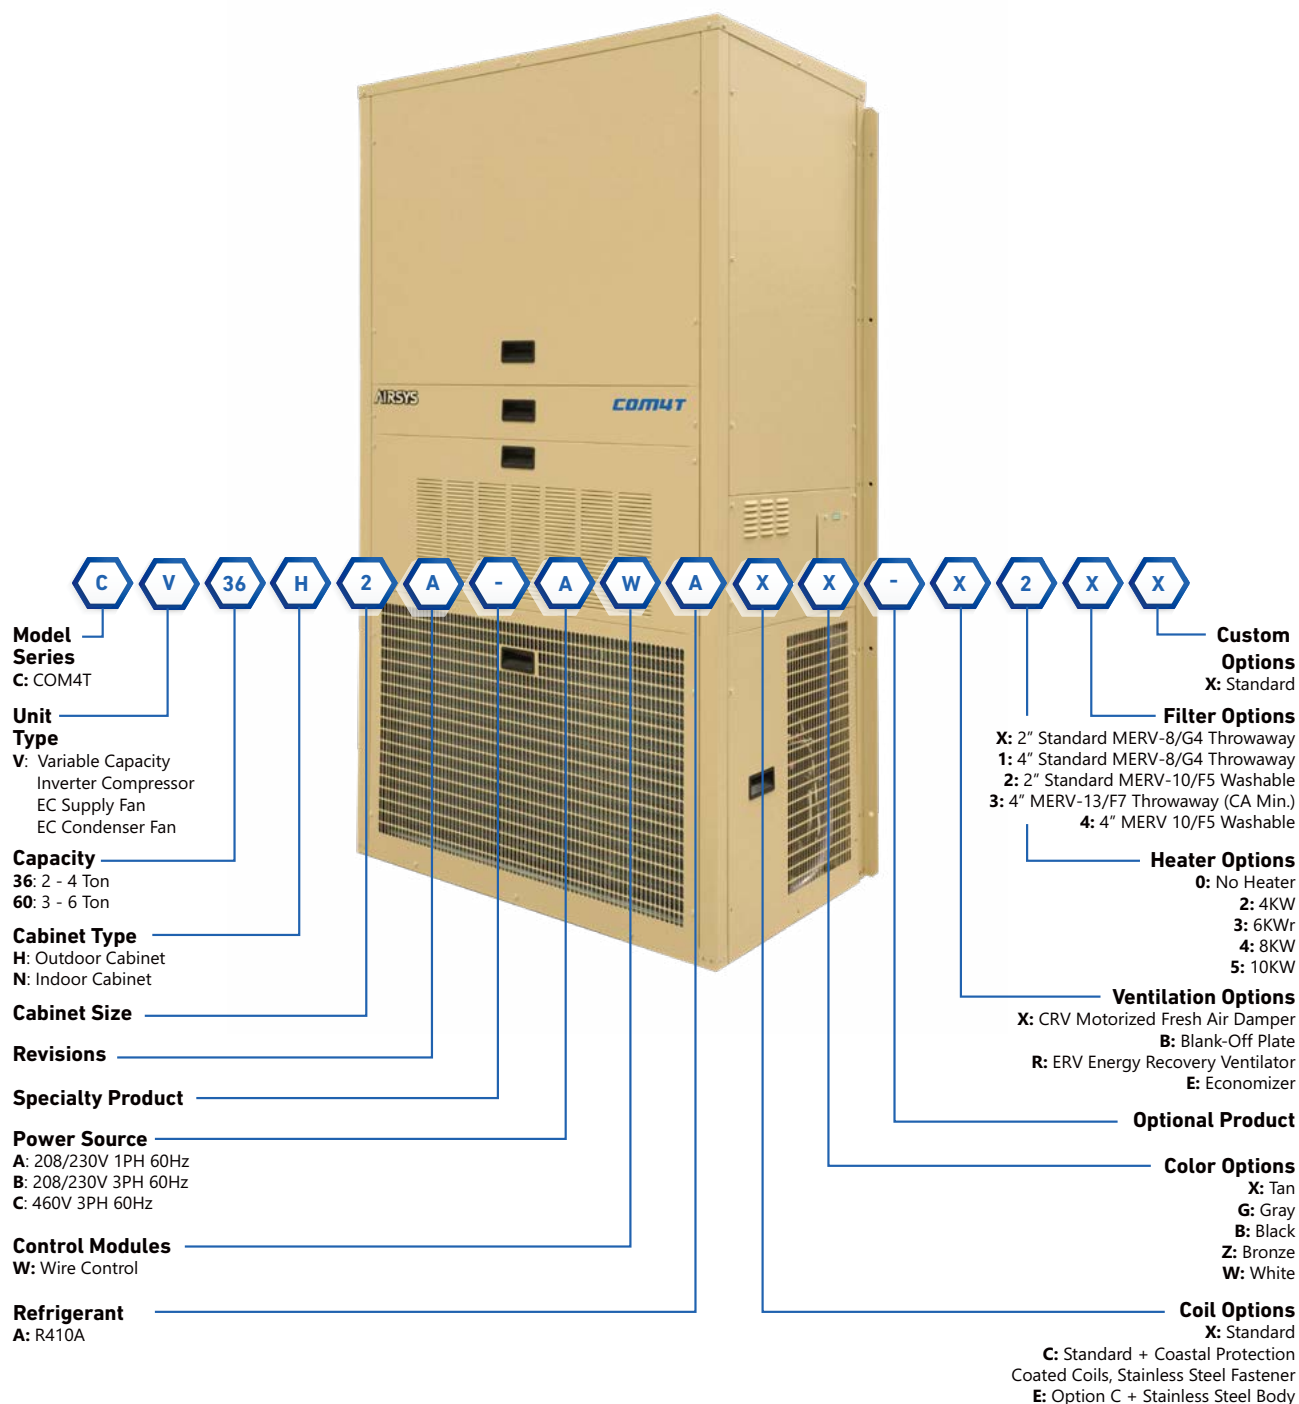 AIRSYS
COM4T
C V 36 H 2 A - A W A X X - X 2 X X
Model
Series
C: COM4T
Unit
Type
V: Variable Capacity
Inverter Compressor
EC Supply Fan
EC Condenser Fan
Capacity
36: 2 - 4 Ton
60: 3 - 6 Ton
Cabinet Type
H: Outdoor Cabinet
N: Indoor Cabinet
Cabinet Size
Revisions
Specialty Product
Power Source
A: 208/230V 1PH 60Hz
B: 208/230V 3PH 60Hz
C: 460V 3PH 60Hz
Control Modules
W: Wire Control
Refrigerant
A: R410A
Custom
Options
X: Standard
Filter Options
X: 2” Standard MERV-8/G4 Throwaway
1: 4” Standard MERV-8/G4 Throwaway
2: 2” Standard MERV-10/F5 Washable
3: 4” MERV-13/F7 Throwaway (CA Min.)
4: 4” MERV 10/F5 Washable
Heater Options
0: No Heater
2: 4KW
3: 6KWr
4: 8KW
5: 10KW
Ventilation Options
X: CRV Motorized Fresh Air Damper
B: Blank-Off Plate
R: ERV Energy Recovery Ventilator
E: Economizer
Optional Product
Color Options
X: Tan
G: Gray
B: Black
Z: Bronze
W: White
Coil Options
X: Standard
C: Standard + Coastal Protection
Coated Coils, Stainless Steel Fastener
E: Option C + Stainless Steel Body